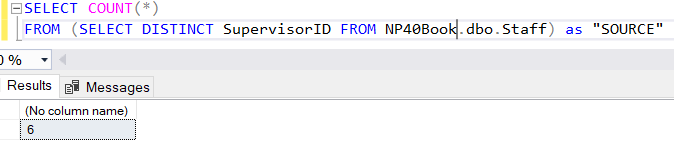 SELECT COUNT(*)
FROM (SELECT DISTINCT SupervisorID FROM NP40Book.dbo.Staff) as "SOURCE"
0 %
Results Messages
(No column name)
6